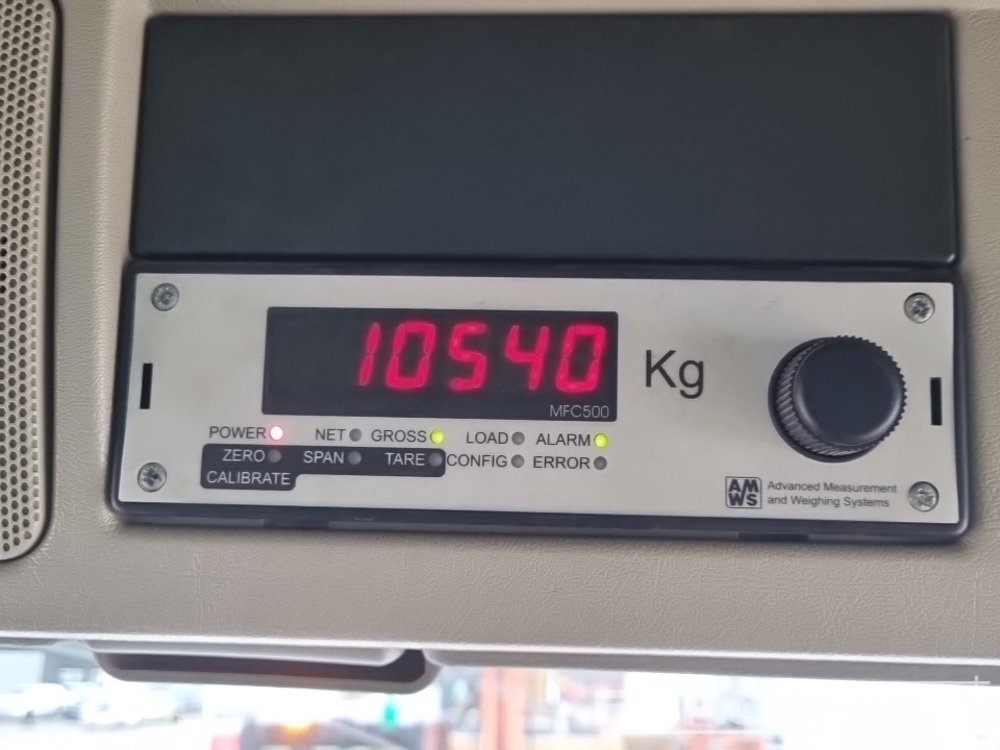 10540
Kg
MFC500
POWER NET GROSS LOAD ALARM
ZERO SPAN TARE CONFIG ERROR
CALIBRATE
AMWS
Advanced Measurement
and Weighing Systems